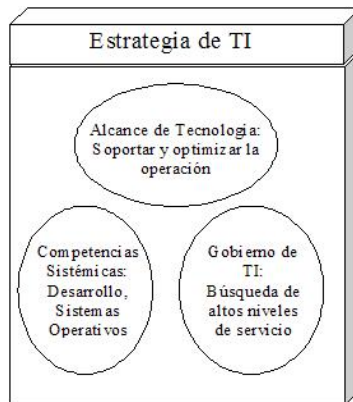 Estrategia de TI
Alcance de Tecnología:
Soportar y optimizar la
operación
Competencias
Sistémicas:
Desarrollo,
Sistemas
Operativos
Gobierno de
TI:
Búsqueda de
altos niveles
de servicio